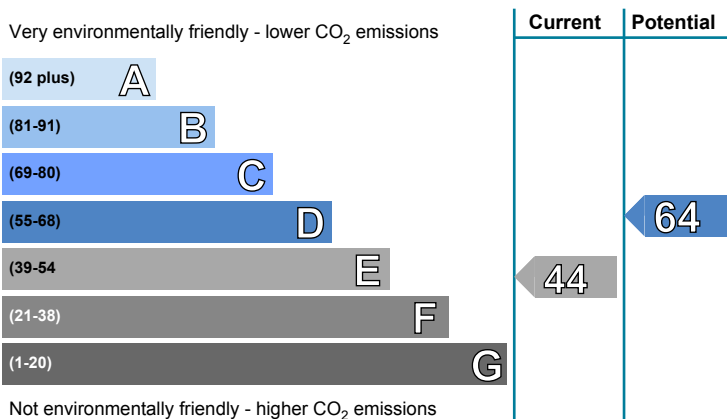 Very environmentally friendly - lower CO2 emissions
Current
Potential
(92 plus) A
(81-91) B
(69-80) C
(55-68) D
64
(39-54 E
44
(21-38) F
(1-20) G
Not environmentally friendly - higher CO2 emissions